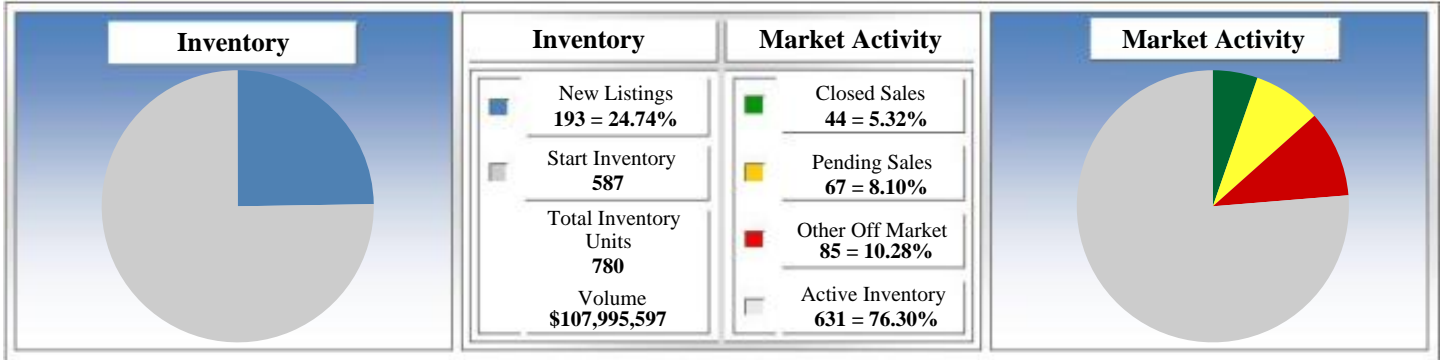 Inventory
Inventory
New Listings
193 = 24.74%
Start Inventory
587
Total Inventory
Units
780
Volume
$107,995,597
Market Activity
Closed Sales
44 = 5.32%
Pending Sales
67 = 8.10%
Other Off Market
85 = 10.28%
Active Inventory
631 = 76.30%
Market Activity